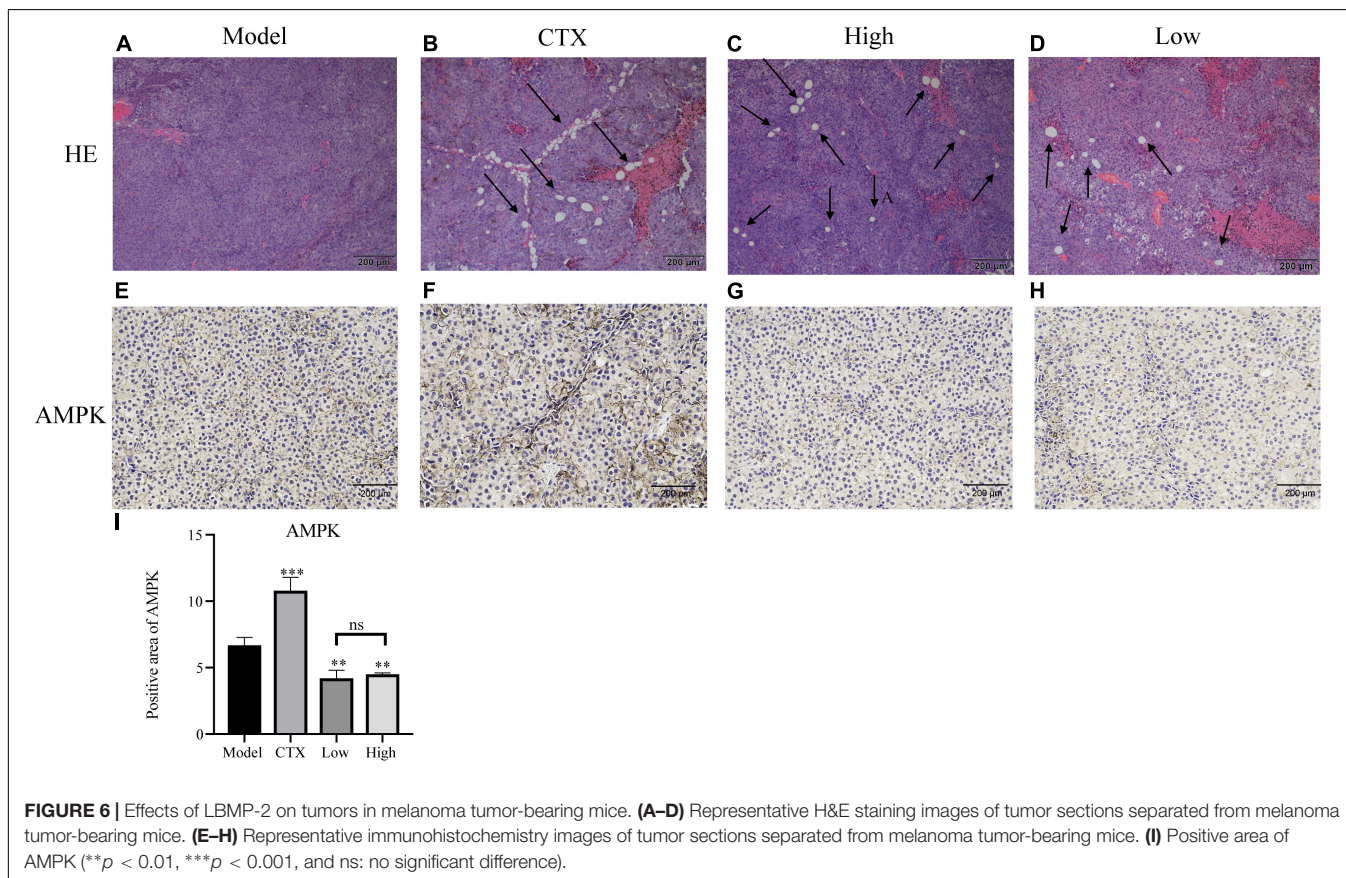 A Model
B CTX
C High
D Low
HE
A
200 µm
200 µm
200 µm
200 µm
E
F
G
H
AMPK
200 µm
200 µm
200 µm
200 µm
I
AMPK
Positive area of AMPK
15
10
5
0
***
ns
**
**
Model CTX Low High
FIGURE 6 | Effects of LBMP-2 on tumors in melanoma tumor-bearing mice. (A–D) Representative H&E staining images of tumor sections separated from melanoma
tumor-bearing mice. (E–H) Representative immunohistochemistry images of tumor sections separated from melanoma tumor-bearing mice. (I) Positive area of
AMPK (**p < 0.01, ***p < 0.001, and ns: no significant difference).